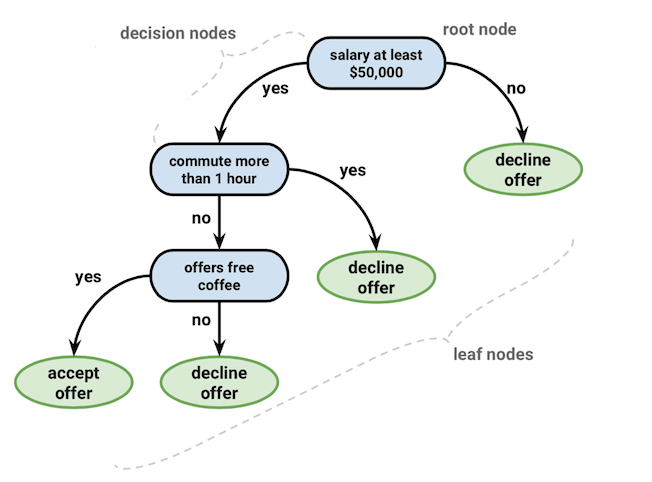 decision nodes
root node
salary at least
$50,000
yes
no
commute more
than 1 hour
yes
decline
offer
no
offers free
coffee
decline
offer
yes
no
leaf nodes
accept
offer
decline
offer